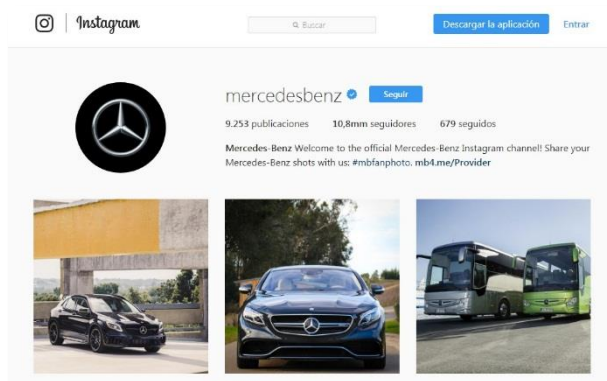 Instagram
Buscar
Descargar la aplicación
Entrar
mercedesbenz
Seguir
9.253 publicaciones 10,8mm seguidores 679 seguidos
Mercedes-Benz Welcome to the official Mercedes-Benz Instagram channel! Share your
Mercedes-Benz shots with us: #mbfanphoto. mb4.me/Provider